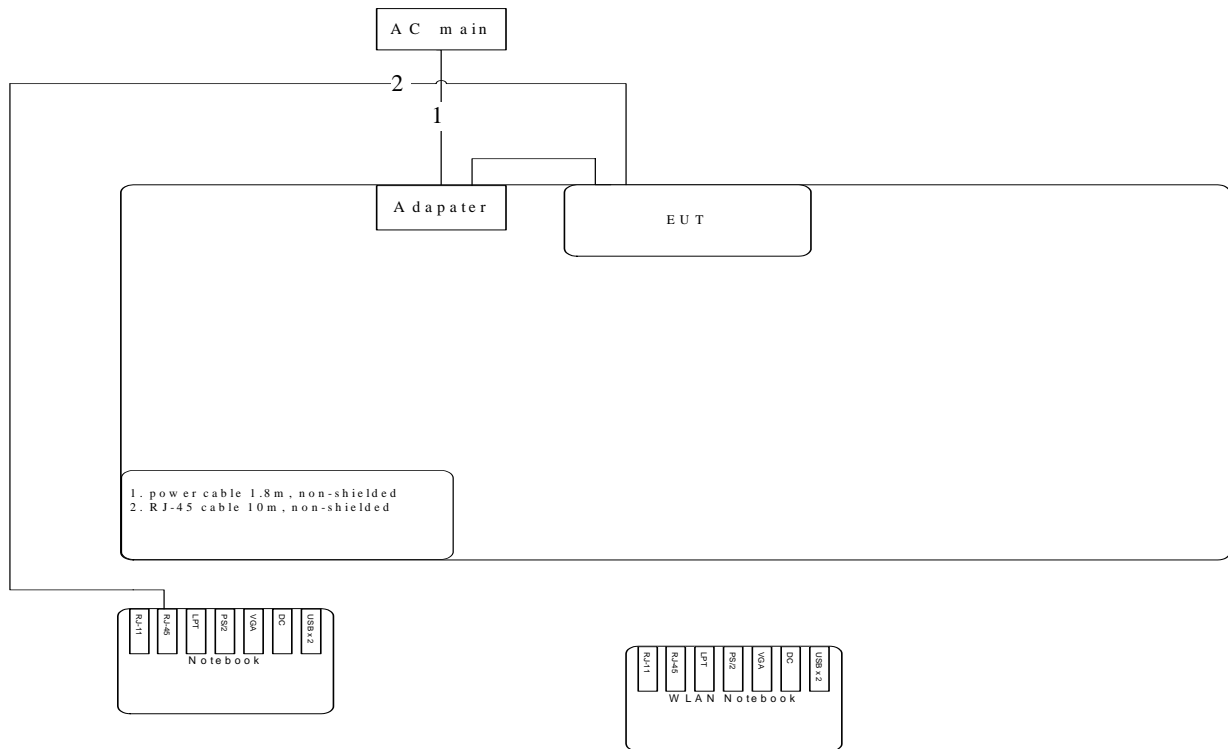 AC main
2
1
Adapater
EUT
1. power cable 1.8m, non-shielded
2. RJ-45 cable 10m, non-shielded
RJ-11 RJ-45 LPT PS/2 VGA DC USB x 2
Notebook
RJ-11 RJ-45 LPT PS/2 VGA DC USB x 2
WLAN Notebook